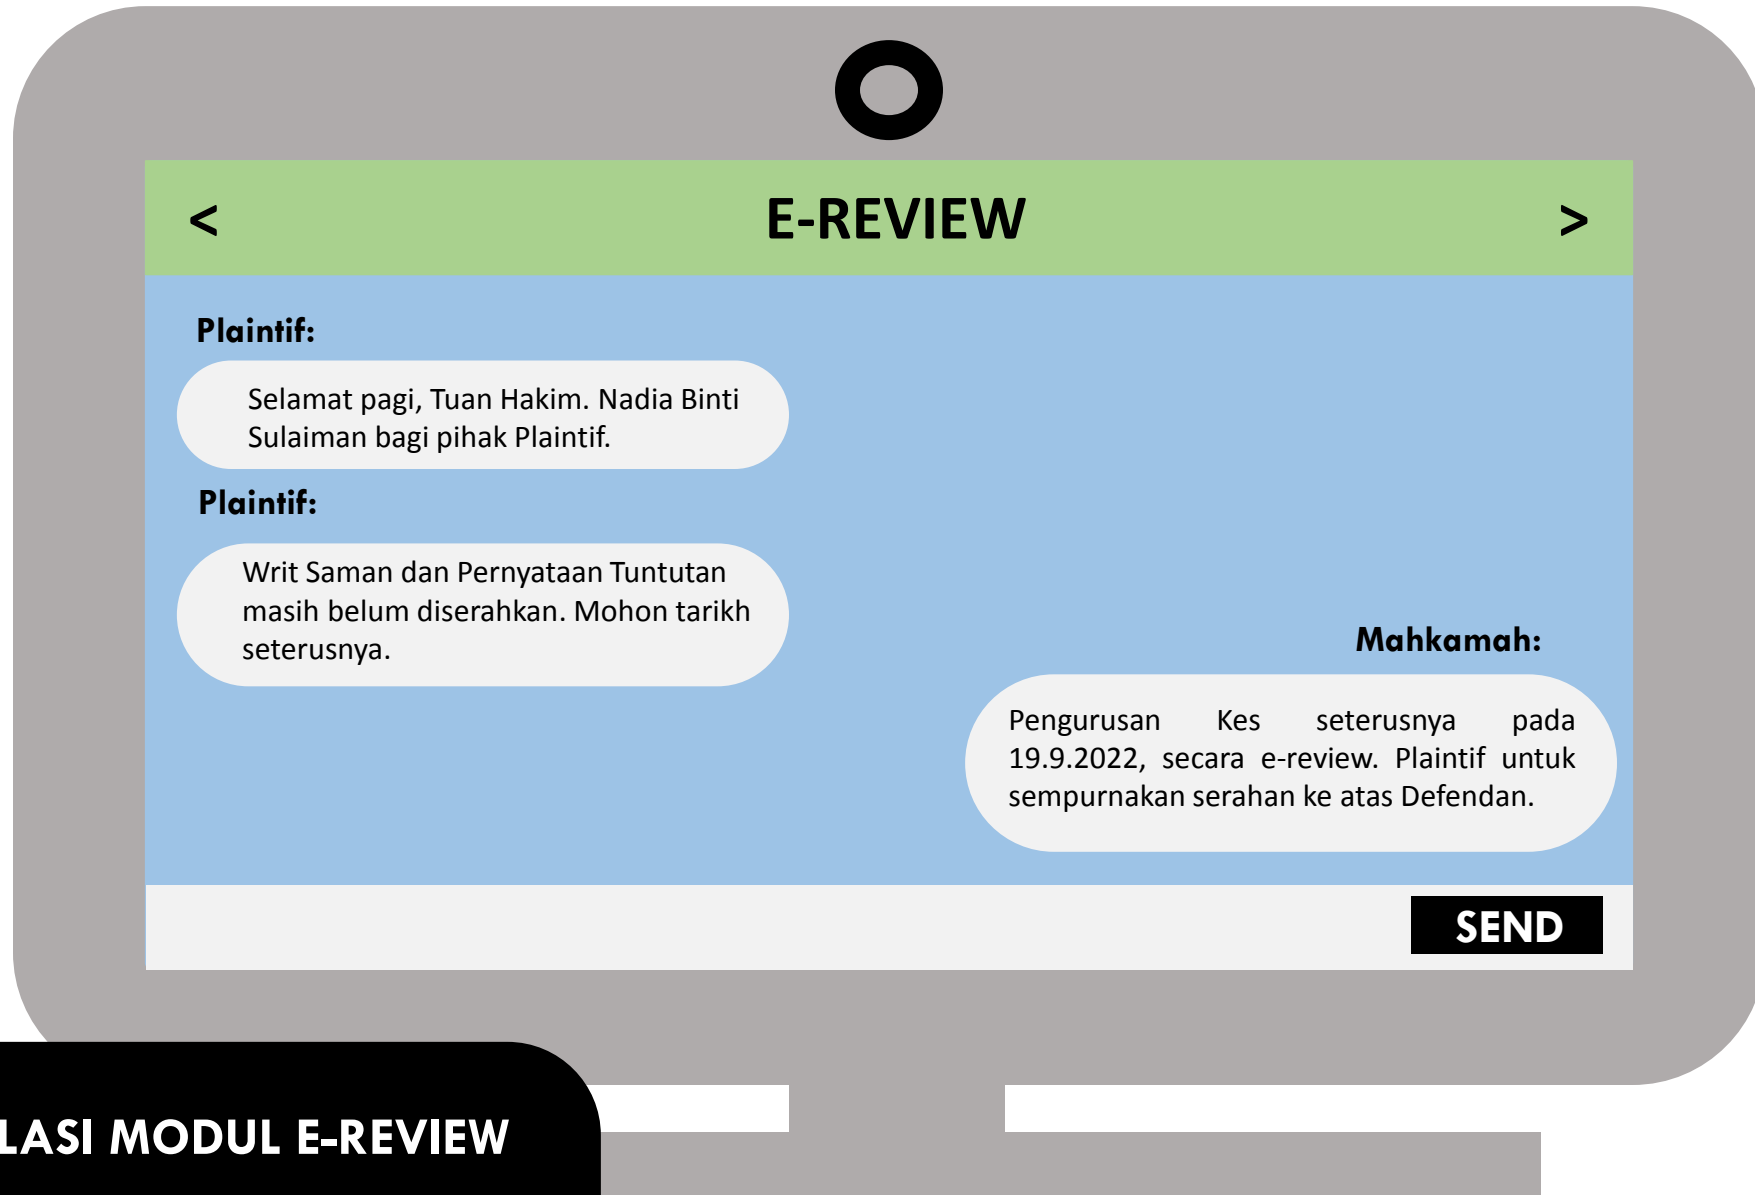 < E-REVIEW >
Plaintif:
Selamat pagi, Tuan Hakim. Nadia Binti
Sulaiman bagi pihak Plaintif.
Plaintif:
Writ Saman dan Pernyataan Tuntutan
masih belum diserahkan. Mohon tarikh
seterusnya.
Mahkamah:
Pengurusan Kes seterusnya pada
19.9.2022, secara e-review. Plaintif untuk
sempurnakan serahan ke atas Defendan.
SEND
LASI MODUL E-REVIEW